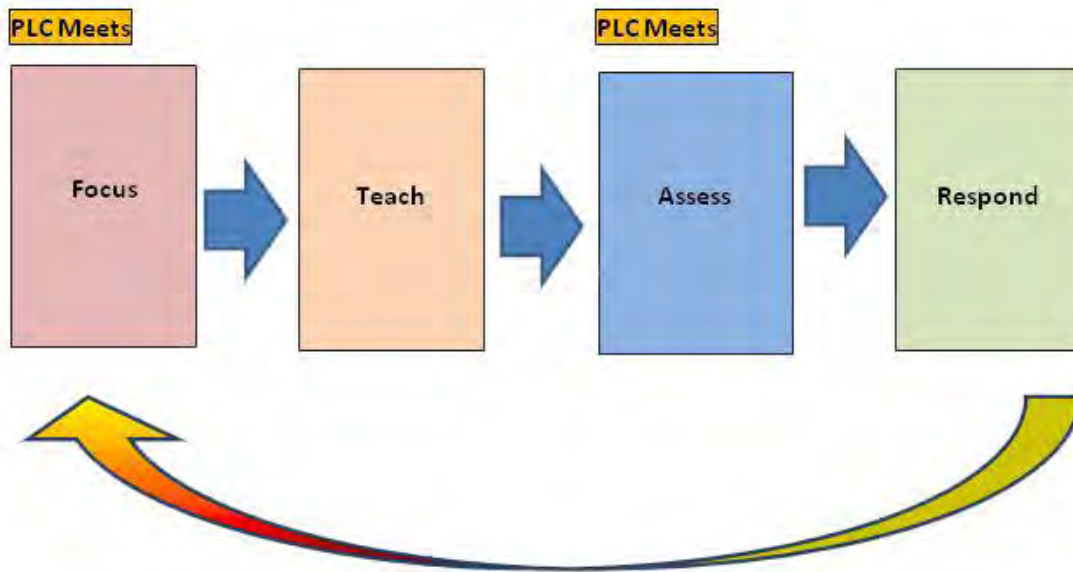 PLC Meets
PLC Meets
Focus
Teach
Assess
Respond